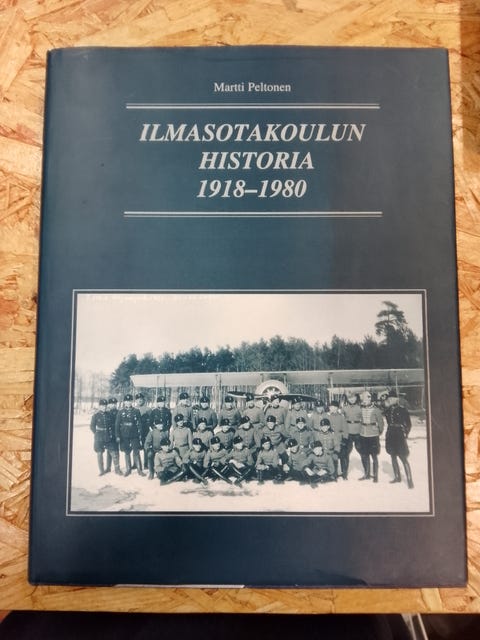 Martti Peltonen
ILMASOTAKOULUN
HISTORIA
1918–1980